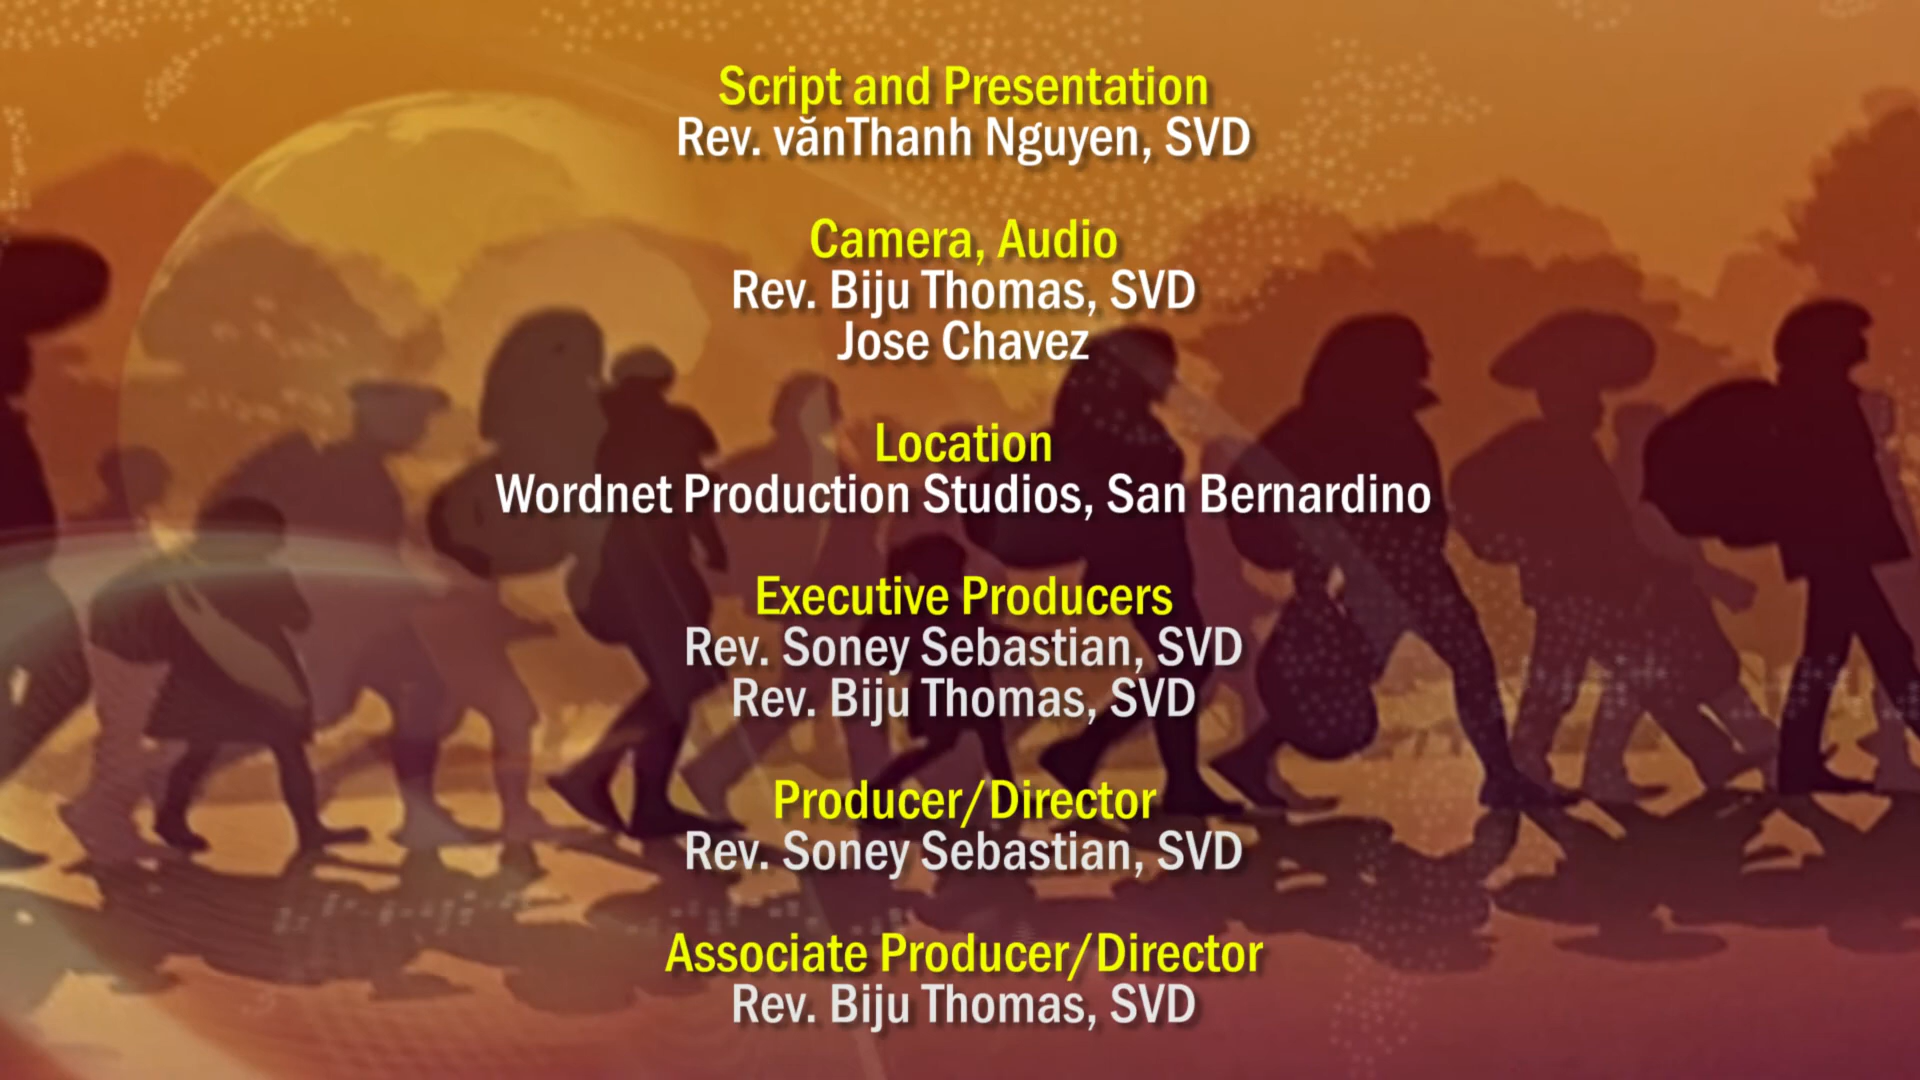 Script and Presentation
Rev. vănThanh Nguyen, SVD
Camera, Audio
Rev. Biju Thomas, SVD
Jose Chavez
Location
Wordnet Production Studios, San Bernardino
Executive Producers
Rev. Soney Sebastian, SVD
Rev. Biju Thomas, SVD
Producer/Director
Rev. Soney Sebastian, SVD
Associate Producer/Director
Rev. Biju Thomas, SVD